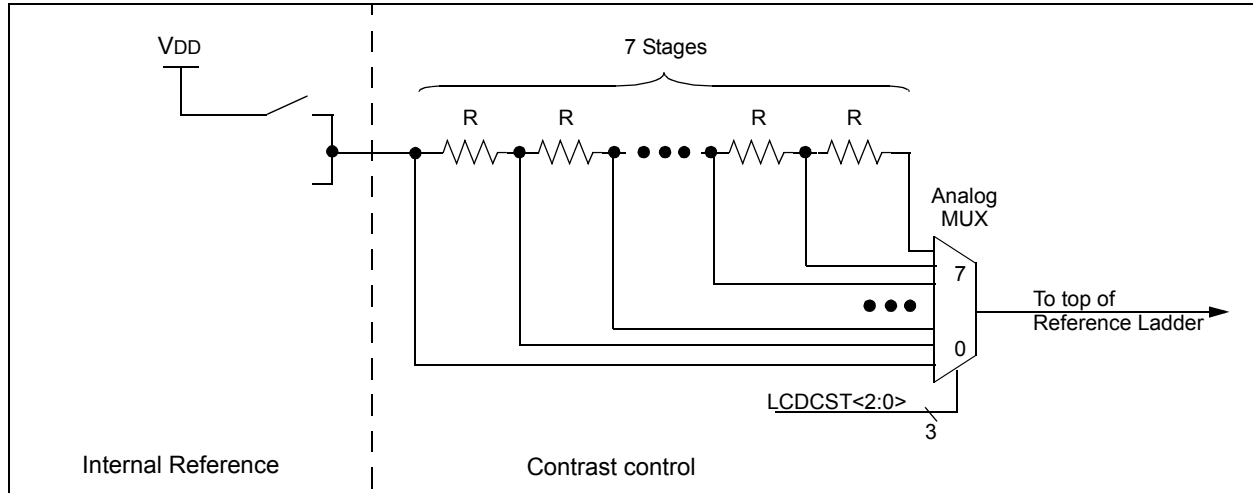 VDD
7 Stages
R R R R
Analog
MUX
7
0
To top of
Reference Ladder
LCDCST<2:0>
3
Internal Reference
Contrast control